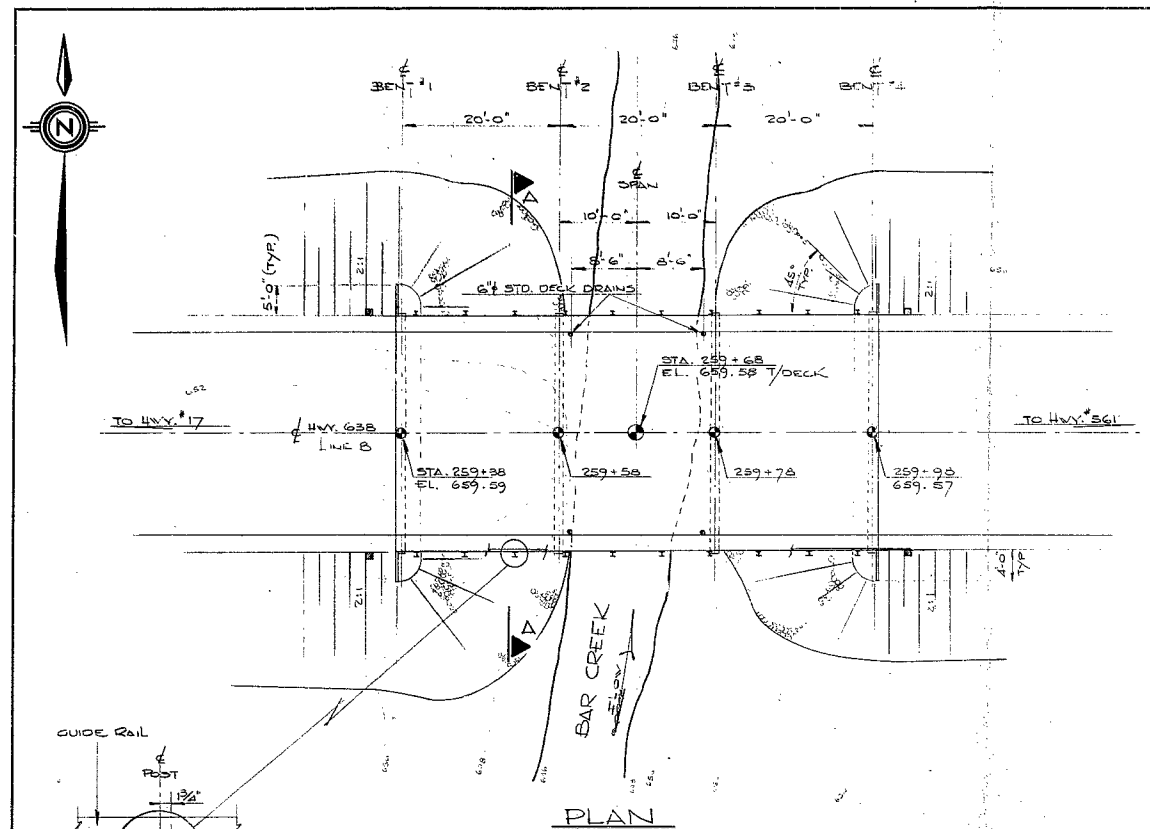 N
℄ BENT #1
℄ BENT #2
℄ BENT #3
℄ BENT #4
20'-0"
20'-0"
20'-0"
℄ SPAN
10'-0"
10'-0"
8'-6"
8'-6"
A
5'-0" (TYP.)
2:1
6"∅ STD. DECK DRAINS
45° TYP.
2:1
STA. 259+68
EL. 659.58 T/DECK
652
TO HWY. #17
℄ HWY. 638
LINE B
TO HWY. #561
STA. 259+38
EL. 659.59
259+58
259+78
259+98
659.57
2:1
A
4'-0" TYP.
2:1
BAR CREEK
FLOW
GUIDE RAIL
℄ POST
1 3/4"
PLAN